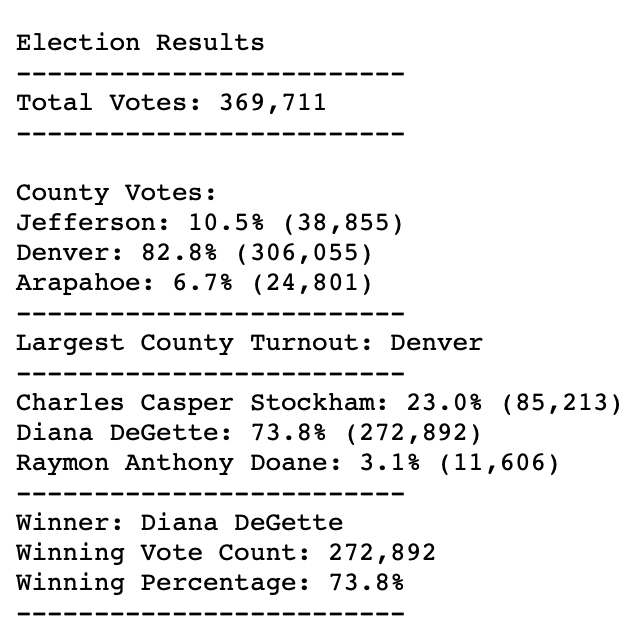 Election Results
-------------------------
Total Votes: 369,711
-------------------------
County Votes:
Jefferson: 10.5% (38,855)
Denver: 82.8% (306,055)
Arapahoe: 6.7% (24,801)
-------------------------
Largest County Turnout: Denver
-------------------------
Charles Casper Stockham: 23.0% (85,213)
Diana DeGette: 73.8% (272,892)
Raymon Anthony Doane: 3.1% (11,606)
-------------------------
Winner: Diana DeGette
Winning Vote Count: 272,892
Winning Percentage: 73.8%
-------------------------